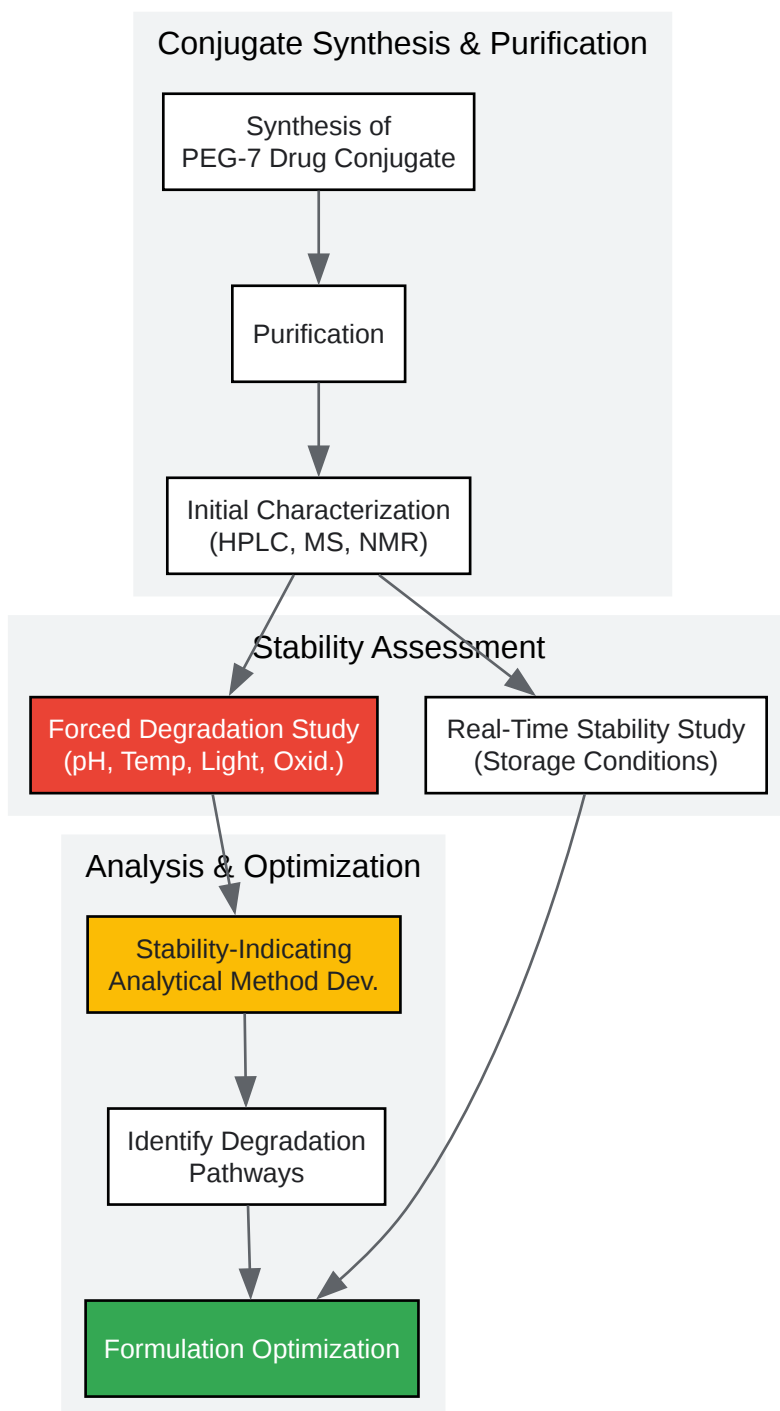 Conjugate Synthesis & Purification
Synthesis of
PEG-7 Drug Conjugate
Purification
Initial Characterization
(HPLC, MS, NMR)
Stability Assessment
Forced Degradation Study
(pH, Temp, Light, Oxid.)
Real-Time Stability Study
(Storage Conditions)
Analysis & Optimization
Stability-Indicating
Analytical Method Dev.
Identify Degradation
Pathways
Formulation Optimization